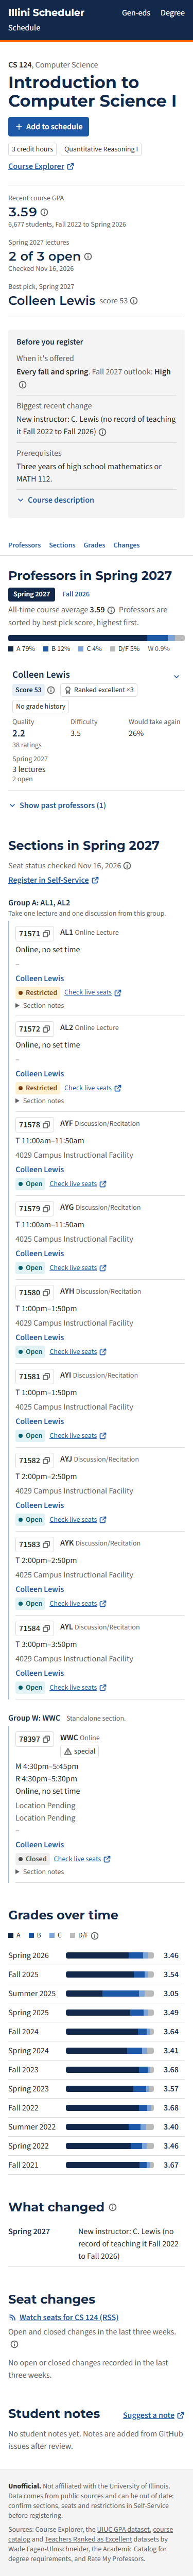 Illini Scheduler
Gen-eds
Degree
Schedule
CS 124, Computer Science
Introduction to
Computer Science I
Add to schedule
3 credit hours
Quantitative Reasoning I
Course Explorer
Recent course GPA
3.59
6,677 students, Fall 2022 to Spring 2026
Spring 2027 lectures
2 of 3 open
Checked Nov 16, 2026
Best pick, Spring 2027
Colleen Lewis score 53
Before you register
When it's offered
Every fall and spring. Fall 2027 outlook: High
Biggest recent change
New instructor: C. Lewis (no record of teaching
it Fall 2022 to Fall 2026)
Prerequisites
Three years of high school mathematics or
MATH 112.
Course description
Professors
Sections
Grades
Changes
Professors in Spring 2027
Spring 2027
Fall 2026
All-time course average 3.59 Professors are
sorted by best pick score, highest first.
A 79%
B 12%
C 4%
D/F 5%
W 0.9%
Colleen Lewis
Score 53
Ranked excellent ×3
No grade history
Quality
Difficulty
Would take again
2.2
3.5
26%
38 ratings
Spring 2027
3 lectures
2 open
Show past professors (1)
Sections in Spring 2027
Seat status checked Nov 16, 2026
Register in Self-Service
Group A: AL1, AL2
Take one lecture and one discussion from this group.
71571
AL1 Online Lecture
Online, no set time
–
Colleen Lewis
Restricted
Check live seats
Section notes
71572
AL2 Online Lecture
Online, no set time
–
Colleen Lewis
Restricted
Check live seats
Section notes
71578
AYF Discussion/Recitation
T 11:00am–11:50am
4029 Campus Instructional Facility
Colleen Lewis
Open
Check live seats
71579
AYG Discussion/Recitation
T 11:00am–11:50am
4025 Campus Instructional Facility
Colleen Lewis
Open
Check live seats
71580
AYH Discussion/Recitation
T 1:00pm–1:50pm
4029 Campus Instructional Facility
Colleen Lewis
Open
Check live seats
71581
AYI Discussion/Recitation
T 1:00pm–1:50pm
4025 Campus Instructional Facility
Colleen Lewis
Open
Check live seats
71582
AYJ Discussion/Recitation
T 2:00pm–2:50pm
4029 Campus Instructional Facility
Colleen Lewis
Open
Check live seats
71583
AYK Discussion/Recitation
T 2:00pm–2:50pm
4025 Campus Instructional Facility
Colleen Lewis
Open
Check live seats
71584
AYL Discussion/Recitation
T 3:00pm–3:50pm
4029 Campus Instructional Facility
Colleen Lewis
Open
Check live seats
Group W: WWC Standalone section.
78397
WWC Online
special
M 4:30pm–5:45pm
R 4:30pm–5:30pm
Online, no set time
Location Pending
Location Pending
–
Colleen Lewis
Closed
Check live seats
Section notes
Grades over time
A
B
C
D/F
Spring 2026 3.46
Fall 2025 3.54
Summer 2025 3.05
Spring 2025 3.49
Fall 2024 3.64
Spring 2024 3.41
Fall 2023 3.68
Spring 2023 3.57
Fall 2022 3.68
Summer 2022 3.40
Spring 2022 3.46
Fall 2021 3.67
What changed
Spring 2027
New instructor: C. Lewis (no
record of teaching it Fall 2022
to Fall 2026)
Seat changes
Watch seats for CS 124 (RSS)
Open and closed changes in the last three weeks.
No open or closed changes recorded in the last
three weeks.
Student notes
Suggest a note
No student notes yet. Notes are added from GitHub
issues after review.
Unofficial. Not affiliated with the University of Illinois.
Data comes from public sources and can be out of date:
confirm sections, seats and restrictions in Self-Service
before registering.
Sources: Course Explorer, the UIUC GPA dataset, course
catalog and Teachers Ranked as Excellent datasets by
Wade Fagen-Ulmschneider, the Academic Catalog for
degree requirements, and Rate My Professors.